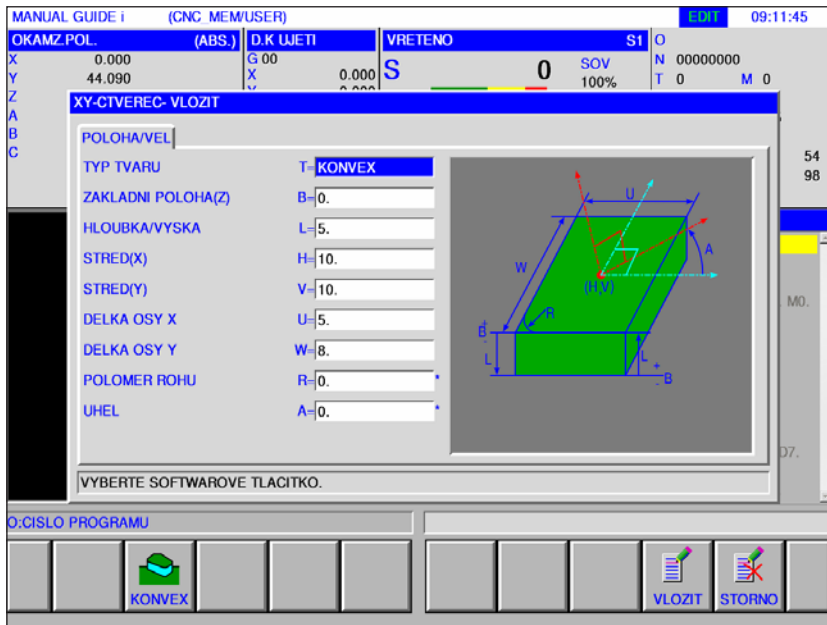 MANUAL GUIDE i (CNC_MEM/USER) EDIT 09:11:45
OKAMZ.POL. (ABS.) D.K UJETI VRETENO S1 O
X 0.000 G 00 N 00000000
Y 44.090 X 0.000 S 0 SOV 100% T 0 M 0
Z
A
B
C
54
98
XY-CTVEREC- VLOZIT
POLOHA/VEL
TYP TVARU T= KONVEX
ZAKLADNI POLOHA(Z) B= 0.
HLOUBKA/VYSKA L= 5.
STRED(X) H= 10.
STRED(Y) V= 10.
DELKA OSY X U= 5.
DELKA OSY Y W= 8.
POLOMER ROHU R= 0. *
UHEL A= 0. *
U
W
A
(H,V)
R
B + -
L
L
+ - B
M0.
D7.
VYBERTE SOFTWAROVE TLACITKO.
O:CISLO PROGRAMU
KONVEX VLOZIT STORNO